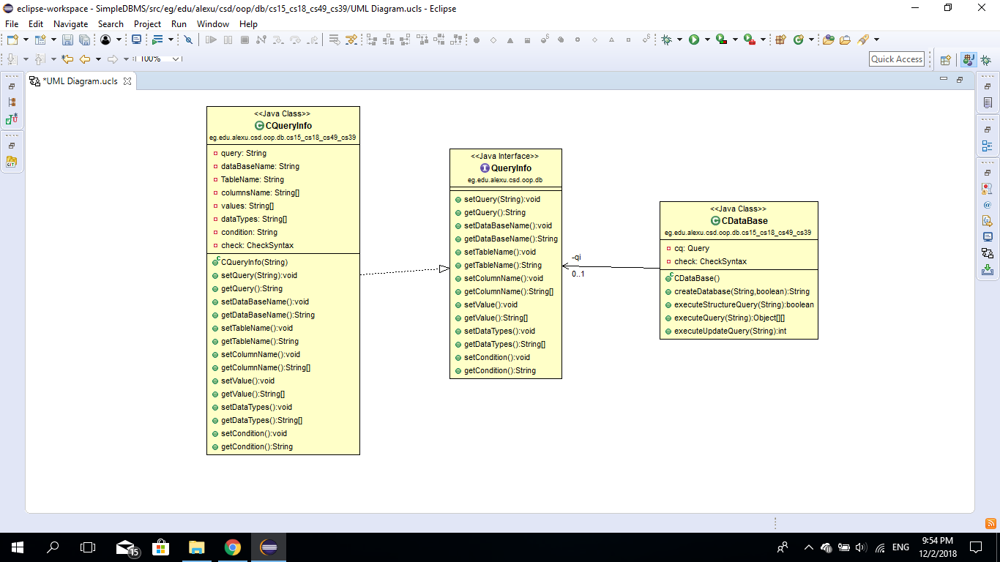 eclipse-workspace - SimpleDBMS/src/eg/edu/alexu/csd/oop/db/cs15_cs18_cs49_cs39/UML Diagram.ucls - Eclipse
File Edit Navigate Search Project Run Window Help
100%
Quick Access
*UML Diagram.ucls
<<Java Class>>
CQueryInfo
eg.edu.alexu.csd.oop.db.cs15_cs18_cs49_cs39
query: String
dataBaseName: String
TableName: String
columnsName: String[]
values: String[]
dataTypes: String[]
condition: String
check: CheckSyntax
CQueryInfo(String)
setQuery(String):void
getQuery():String
setDataBaseName():void
getDataBaseName():String
setTableName():void
getTableName():String
setColumnName():void
getColumnName():String[]
setValue():void
getValue():String[]
setDataTypes():void
getDataTypes():String[]
setCondition():void
getCondition():String
<<Java Interface>>
QueryInfo
eg.edu.alexu.csd.oop.db
setQuery(String):void
getQuery():String
setDataBaseName():void
getDataBaseName():String
setTableName():void
getTableName():String
setColumnName():void
getColumnName():String[]
setValue():void
getValue():String[]
setDataTypes():void
getDataTypes():String[]
setCondition():void
getCondition():String
-qi
0..1
<<Java Class>>
CDataBase
eg.edu.alexu.csd.oop.db.cs15_cs18_cs49_cs39
cq: Query
check: CheckSyntax
CDataBase()
createDatabase(String,boolean):String
executeStructureQuery(String):boolean
executeQuery(String):Object[][]
executeUpdateQuery(String):int
15
ENG
9:54 PM
12/2/2018